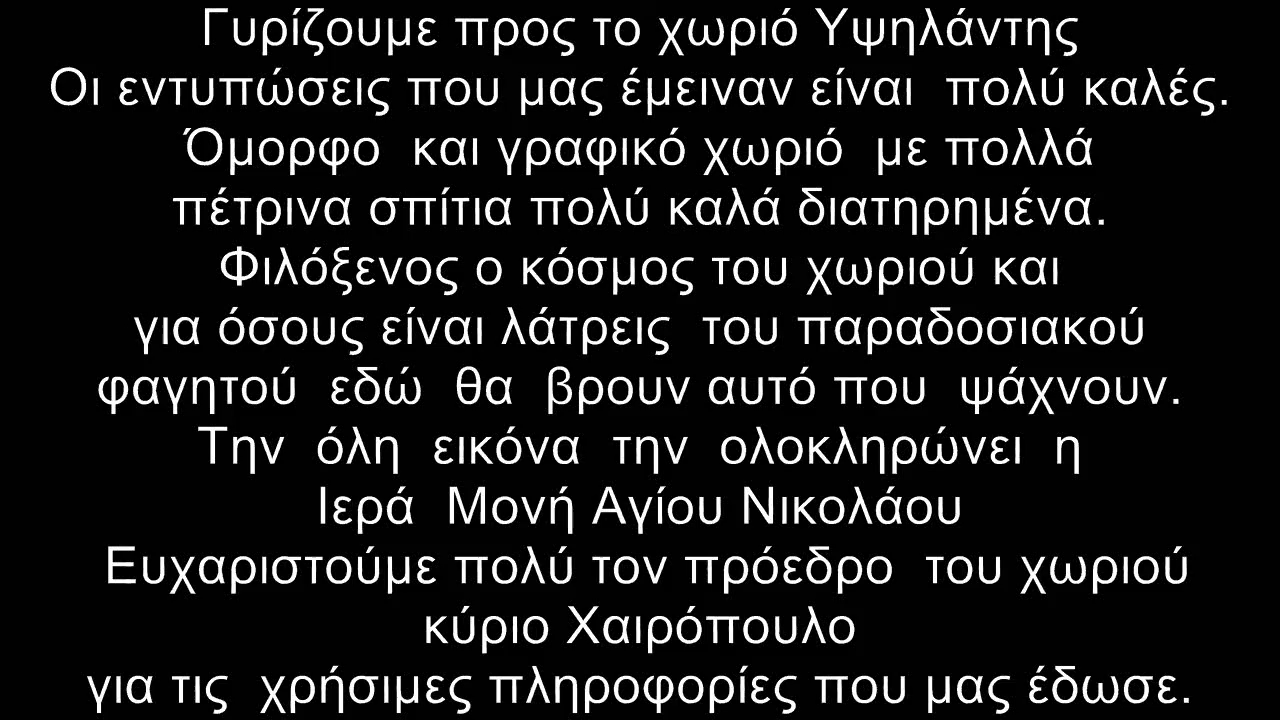 Γυρίζουμε προς το χωριό Υψηλάντης
Οι εντυπώσεις που μας έμειναν είναι  πολύ καλές.
Όμορφο  και γραφικό χωριό  με πολλά
πέτρινα σπίτια πολύ καλά διατηρημένα.
Φιλόξενος ο κόσμος του χωριού και
για όσους είναι λάτρεις  του παραδοσιακού
φαγητού  εδώ  θα  βρουν αυτό που  ψάχνουν.
Την  όλη  εικόνα  την  ολοκληρώνει  η
Ιερά  Μονή Αγίου Νικολάου
Ευχαριστούμε πολύ τον πρόεδρο  του χωριού
κύριο Χαιρόπουλο
για τις  χρήσιμες πληροφορίες που μας έδωσε.